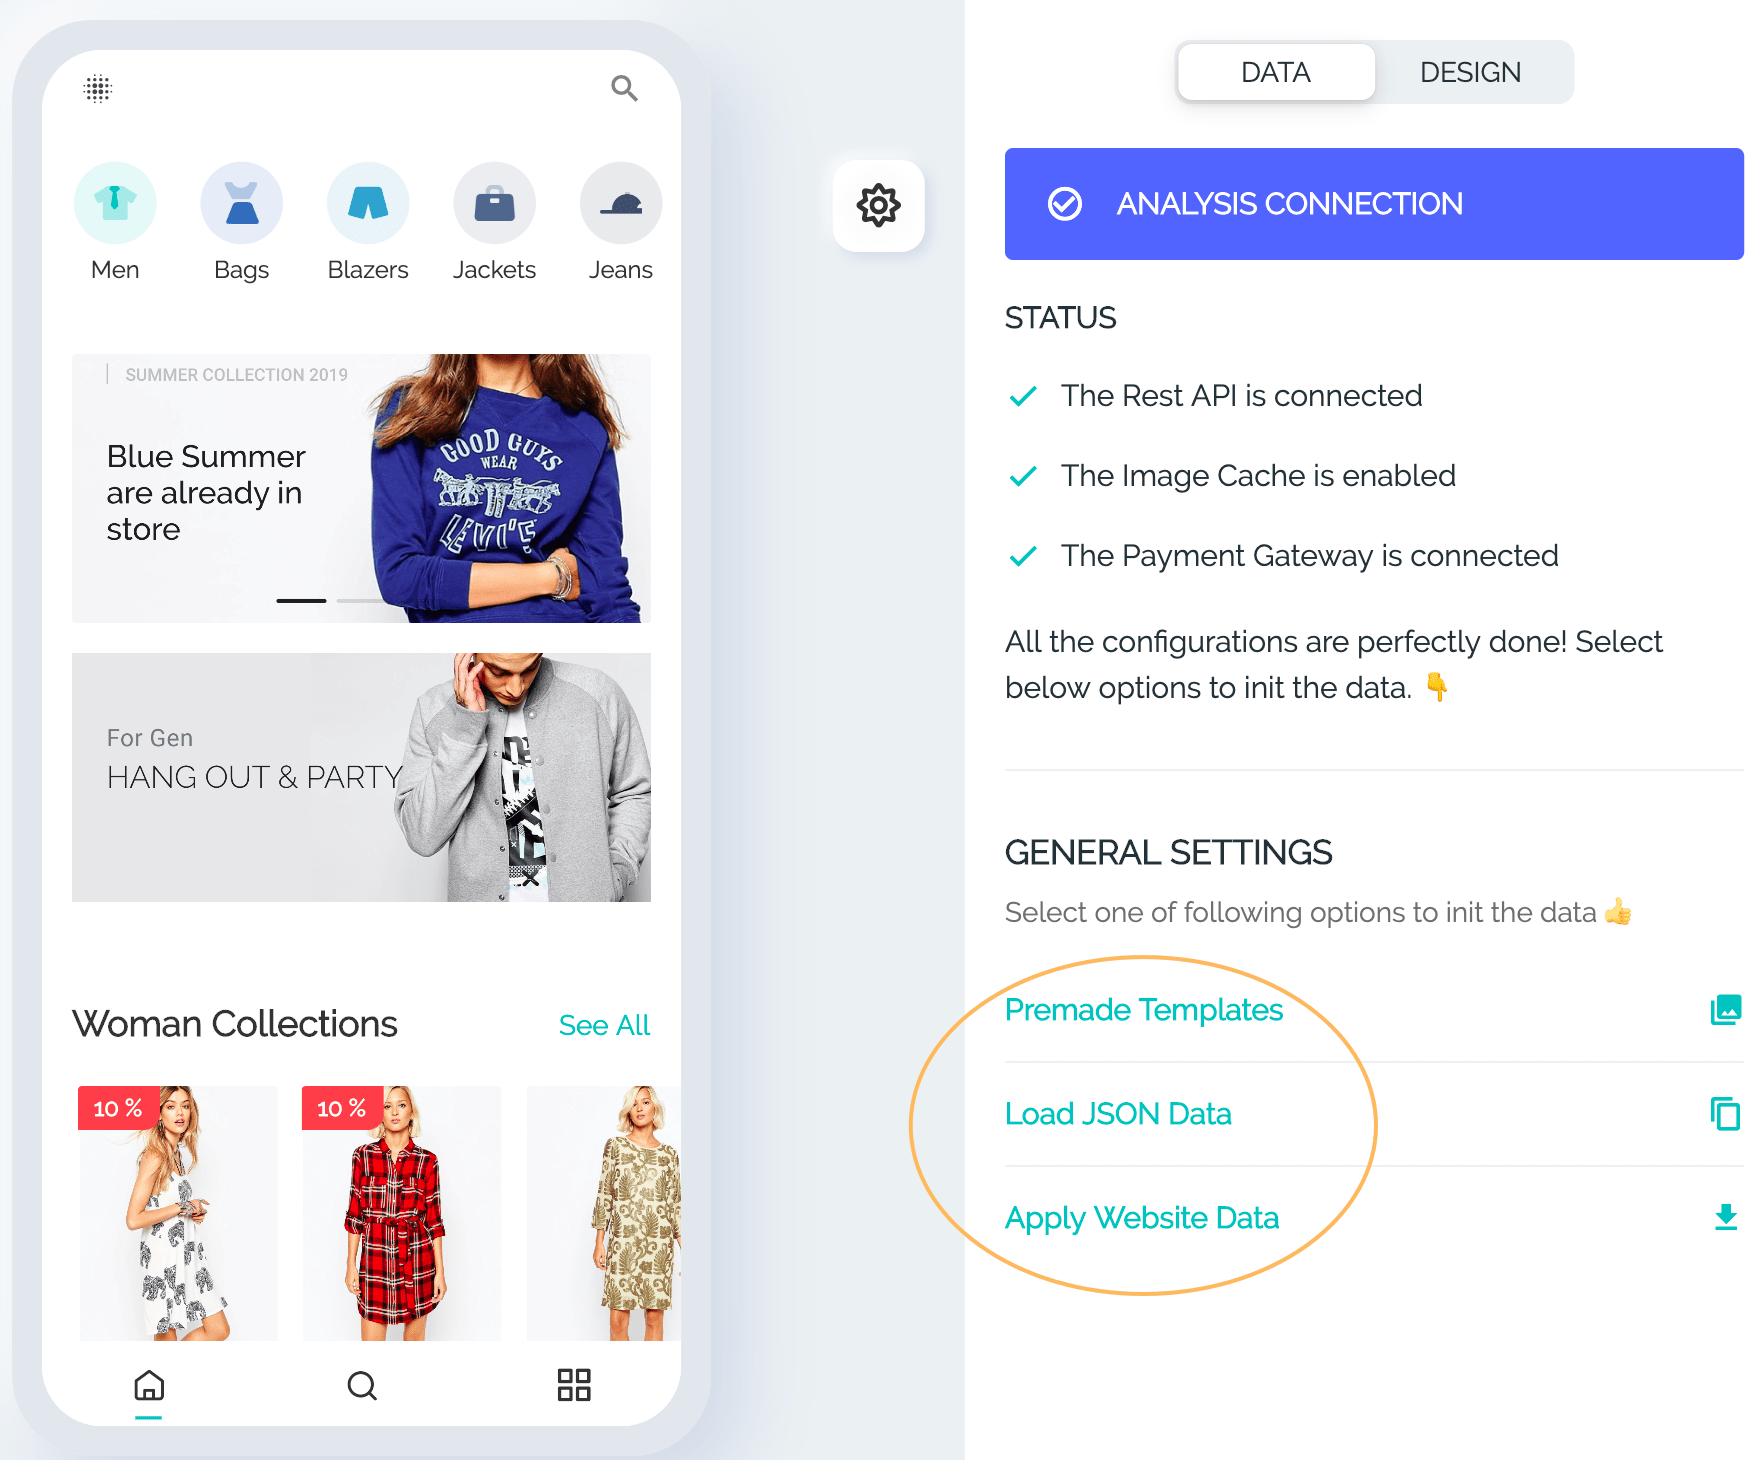 Men
Bags
Blazers
Jackets
Jeans
SUMMER COLLECTION 2019
Blue Summer
are already in
store
GOOD GUYS
WEAR
LEVI'S
For Gen
HANG OUT & PARTY
Woman Collections
See All
10 %
10 %
DATA
DESIGN
ANALYSIS CONNECTION
STATUS
The Rest API is connected
The Image Cache is enabled
The Payment Gateway is connected
All the configurations are perfectly done! Select
below options to init the data. 👇
GENERAL SETTINGS
Select one of following options to init the data 👍
Premade Templates
Load JSON Data
Apply Website Data